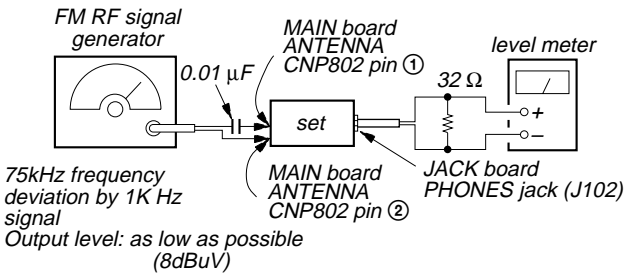 FM RF signal
generator
0.01 μF
MAIN board
ANTENNA
CNP802 pin ①
level meter
32 Ω
set
+
–
MAIN board
ANTENNA
CNP802 pin ②
JACK board
PHONES jack (J102)
75kHz frequency
deviation by 1K Hz
signal
Output level: as low as possible
(8dBuV)